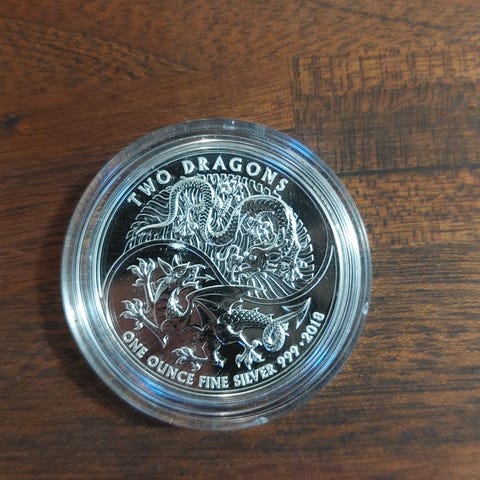 TWO DRAGONS
ONE OUNCE FINE SILVER 999 · 2018